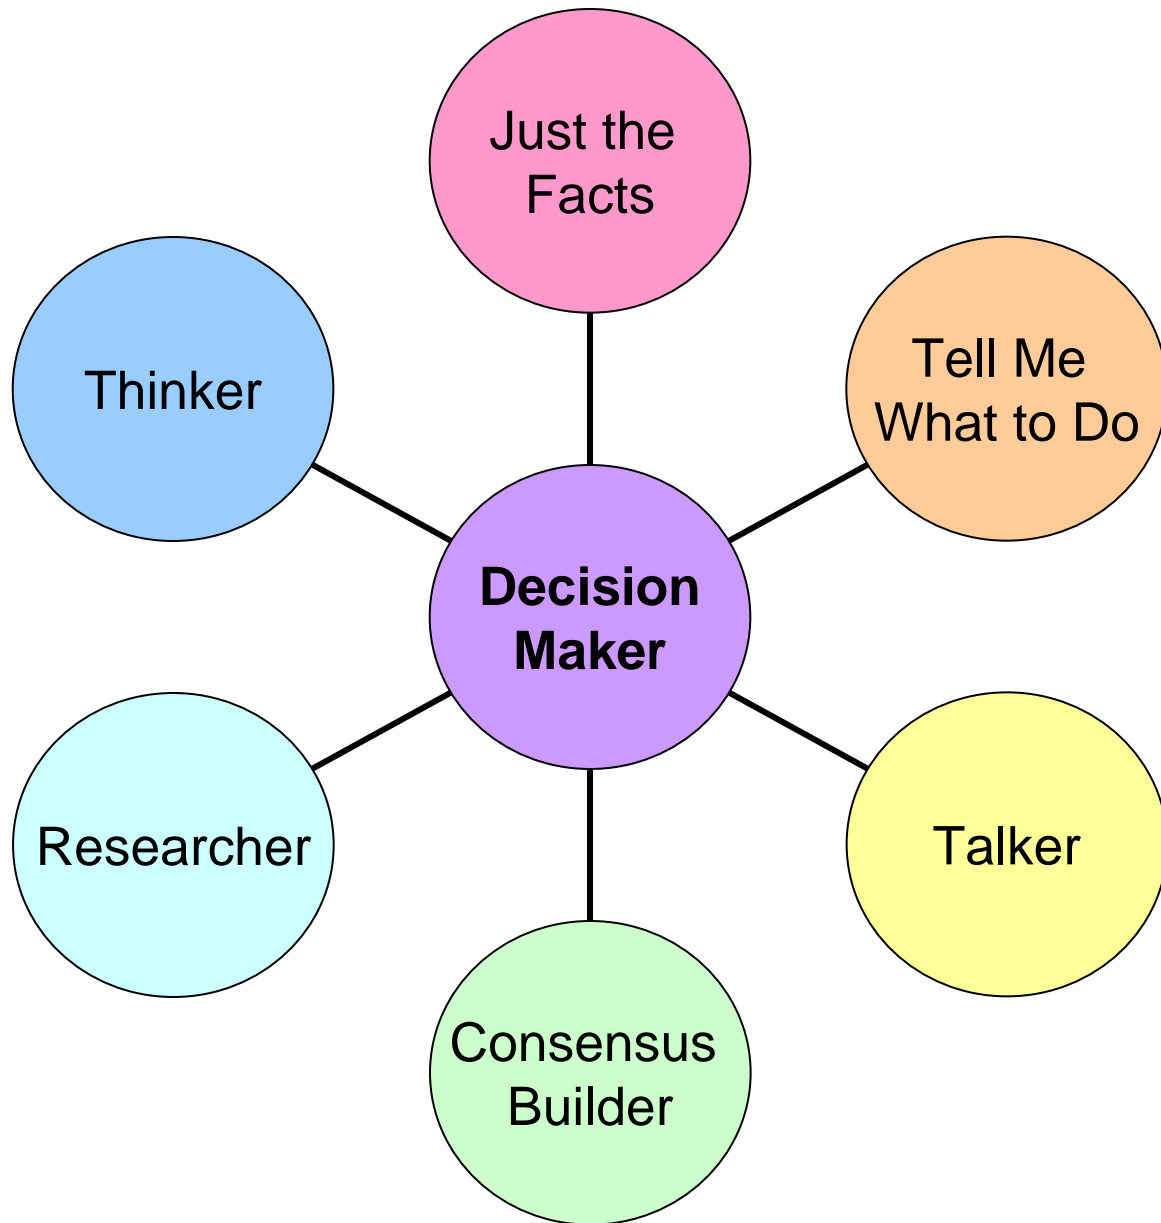 Just the
Facts
Tell Me
What to Do
Thinker
Decision
Maker
Researcher
Talker
Consensus
Builder